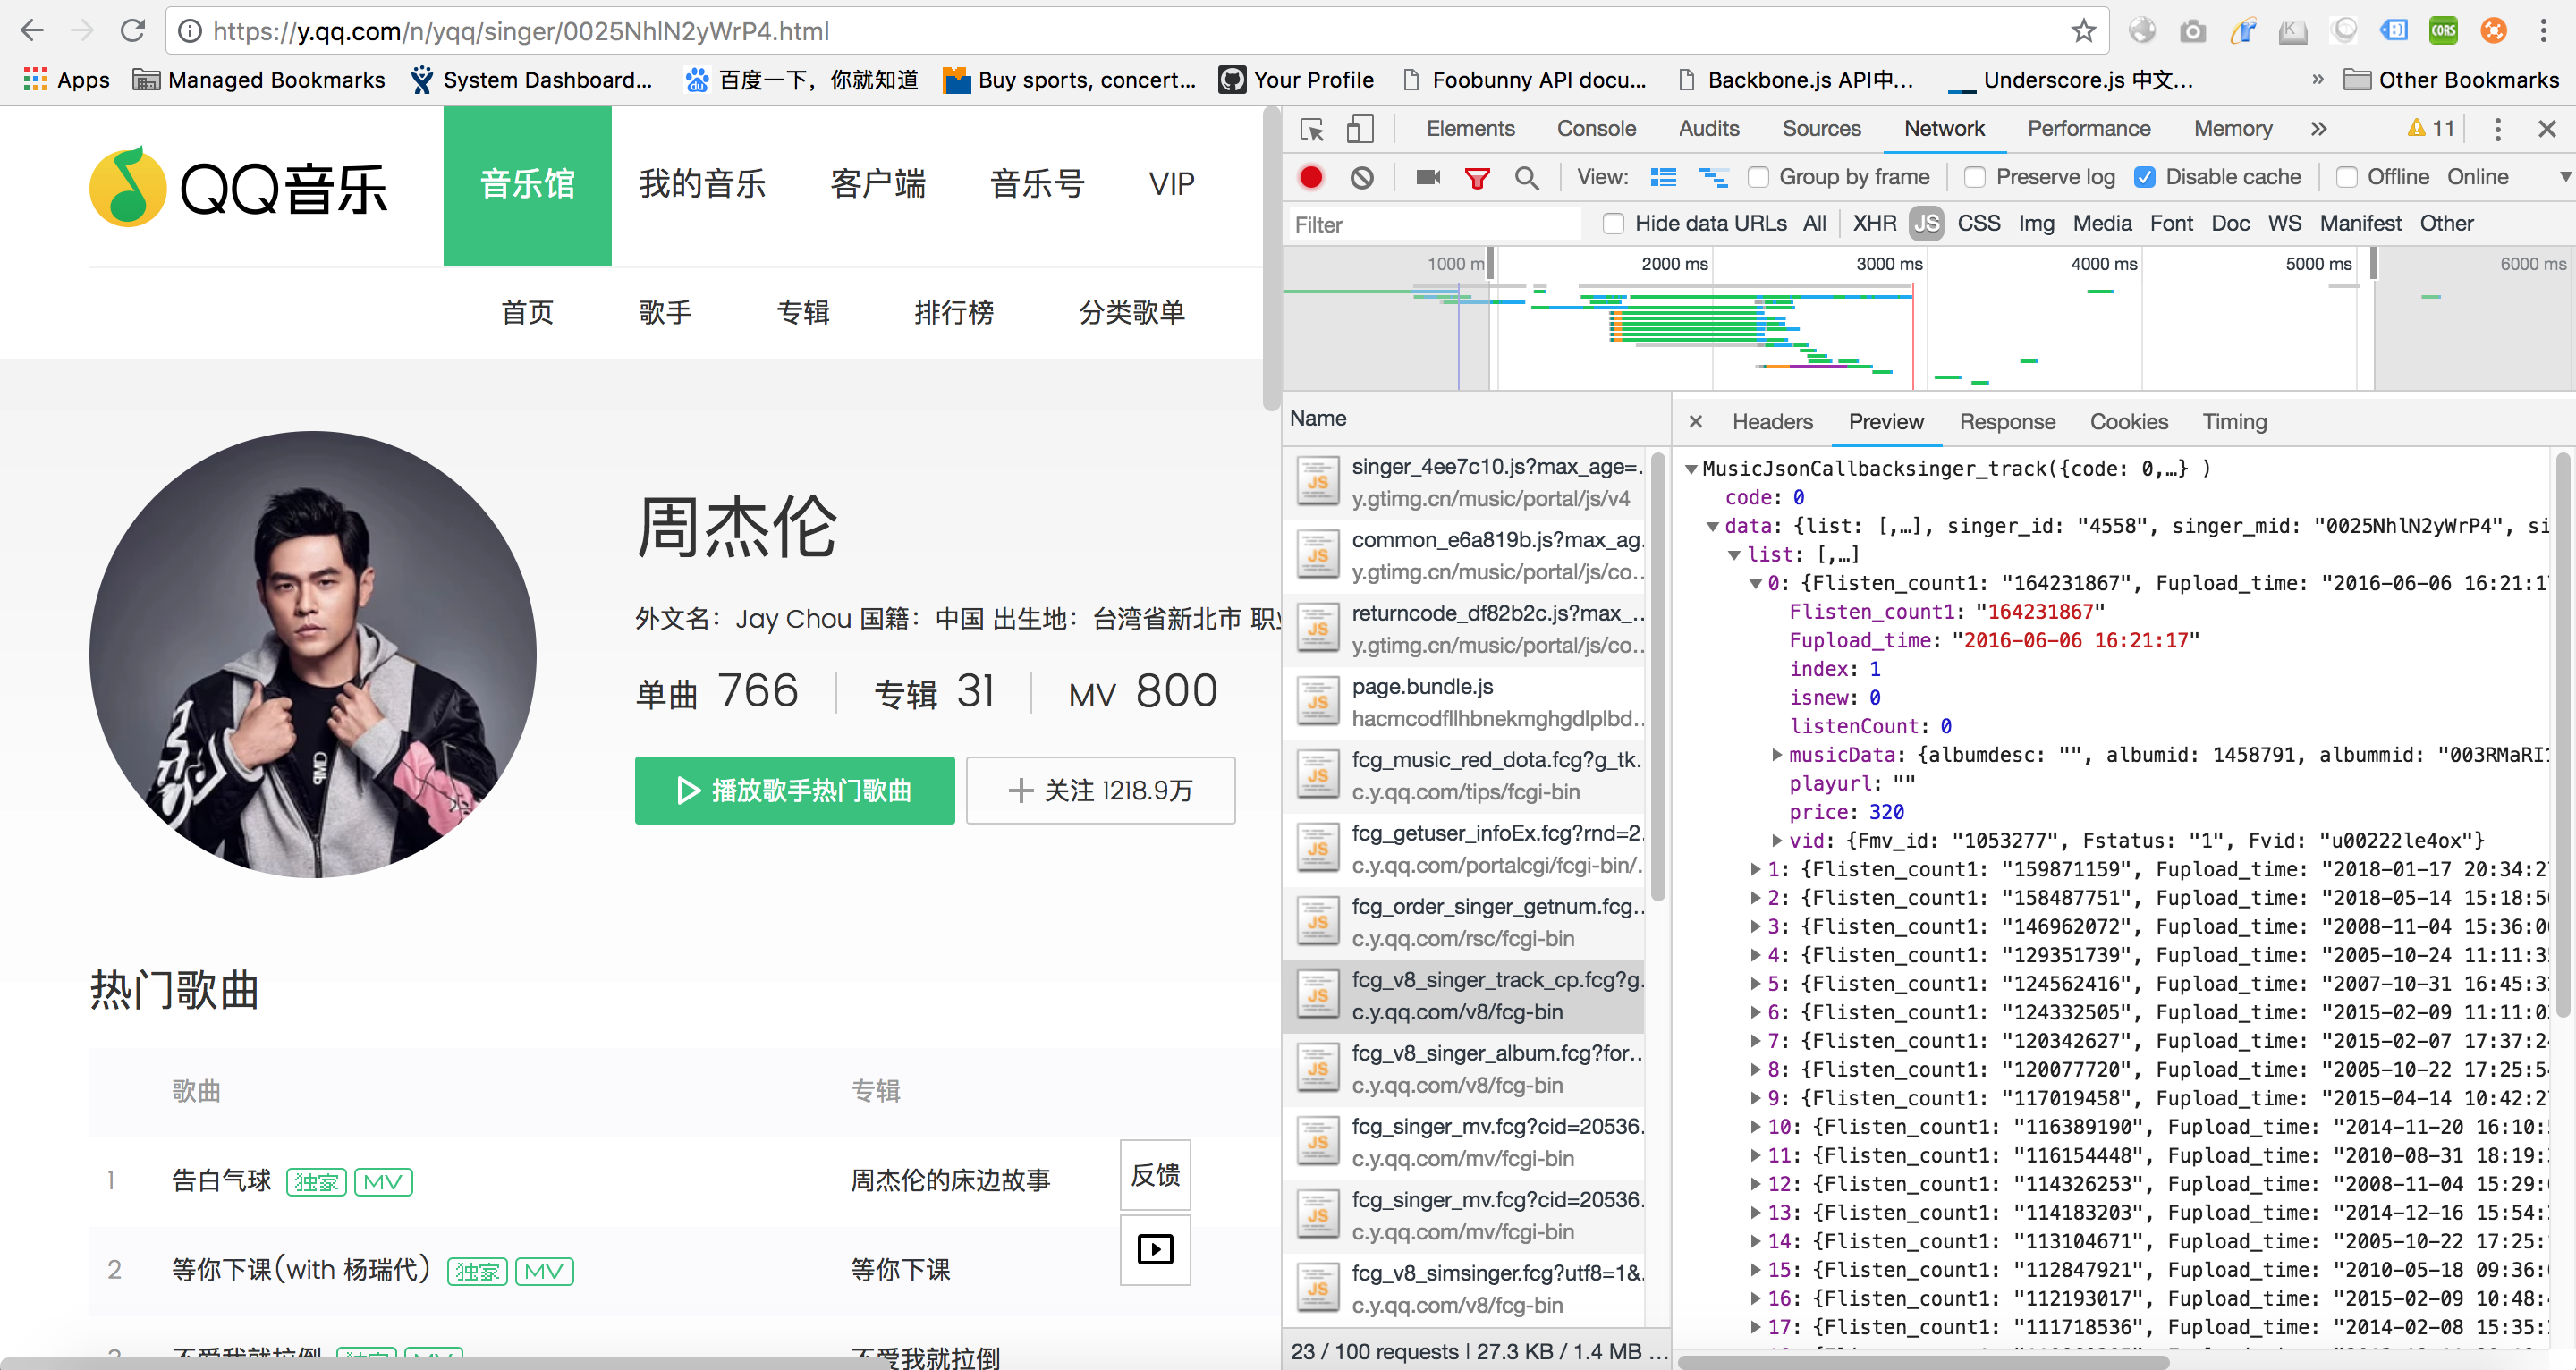 https://y.qq.com/n/yqq/singer/0025NhlN2yWrP4.html
Apps Managed Bookmarks System Dashboard... 百度一下，你就知道 Buy sports, concert... Your Profile Foobunny API docu... Backbone.js API中... Underscore.js 中文... » Other Bookmarks
QQ音乐 音乐馆 我的音乐 客户端 音乐号 VIP
首页 歌手 专辑 排行榜 分类歌单
周杰伦
外文名：Jay Chou 国籍：中国 出生地：台湾省新北市
单曲 766 专辑 31 MV 800
播放歌手热门歌曲 关注 1218.9万
热门歌曲
歌曲 专辑
1 告白气球 独家 MV 周杰伦的床边故事
反馈
2 等你下课(with 杨瑞代) 独家 MV 等你下课
不爱我就拉倒 不爱我就拉倒
Elements Console Audits Sources Network Performance Memory » 11
View: Group by frame Preserve log Disable cache Offline Online
Filter Hide data URLs All XHR JS CSS Img Media Font Doc WS Manifest Other
1000 m 2000 ms 3000 ms 4000 ms 5000 ms 6000 ms
Name
singer_4ee7c10.js?max_age=.
y.gtimg.cn/music/portal/js/v4
common_e6a819b.js?max_ag.
y.gtimg.cn/music/portal/js/co..
returncode_df82b2c.js?max_..
y.gtimg.cn/music/portal/js/co..
page.bundle.js
hacmcodfllhbnekmghgdlplbd..
fcg_music_red_dota.fcg?g_tk.
c.y.qq.com/tips/fcgi-bin
fcg_getuser_infoEx.fcg?rnd=2.
c.y.qq.com/portalcgi/fcgi-bin/.
fcg_order_singer_getnum.fcg..
c.y.qq.com/rsc/fcgi-bin
fcg_v8_singer_track_cp.fcg?g.
c.y.qq.com/v8/fcg-bin
fcg_v8_singer_album.fcg?for..
c.y.qq.com/v8/fcg-bin
fcg_singer_mv.fcg?cid=20536.
c.y.qq.com/mv/fcgi-bin
fcg_singer_mv.fcg?cid=20536.
c.y.qq.com/mv/fcgi-bin
fcg_v8_simsinger.fcg?utf8=1&.
c.y.qq.com/v8/fcg-bin
23 / 100 requests | 27.3 KB / 1.4 MB ...
× Headers Preview Response Cookies Timing
MusicJsonCallbacksinger_track({code: 0,…} )
code: 0
data: {list: [,…], singer_id: "4558", singer_mid: "0025NhlN2yWrP4", si
list: [,…]
0: {Flisten_count1: "164231867", Fupload_time: "2016-06-06 16:21:17
Flisten_count1: "164231867"
Fupload_time: "2016-06-06 16:21:17"
index: 1
isnew: 0
listenCount: 0
musicData: {albumdesc: "", albumid: 1458791, albummid: "003RMaRI1
playurl: ""
price: 320
vid: {Fmv_id: "1053277", Fstatus: "1", Fvid: "u00222le4ox"}
1: {Flisten_count1: "159871159", Fupload_time: "2018-01-17 20:34:2
2: {Flisten_count1: "158487751", Fupload_time: "2018-05-14 15:18:5
3: {Flisten_count1: "146962072", Fupload_time: "2008-11-04 15:36:0
4: {Flisten_count1: "129351739", Fupload_time: "2005-10-24 11:11:3
5: {Flisten_count1: "124562416", Fupload_time: "2007-10-31 16:45:3
6: {Flisten_count1: "124332505", Fupload_time: "2015-02-09 11:11:0
7: {Flisten_count1: "120342627", Fupload_time: "2015-02-07 17:37:2
8: {Flisten_count1: "120077720", Fupload_time: "2005-10-22 17:25:5
9: {Flisten_count1: "117019458", Fupload_time: "2015-04-14 10:42:2
10: {Flisten_count1: "116389190", Fupload_time: "2014-11-20 16:10:
11: {Flisten_count1: "116154448", Fupload_time: "2010-08-31 18:19:
12: {Flisten_count1: "114326253", Fupload_time: "2008-11-04 15:29:
13: {Flisten_count1: "114183203", Fupload_time: "2014-12-16 15:54:
14: {Flisten_count1: "113104671", Fupload_time: "2005-10-22 17:25:
15: {Flisten_count1: "112847921", Fupload_time: "2010-05-18 09:36:
16: {Flisten_count1: "112193017", Fupload_time: "2015-02-09 10:48:
17: {Flisten_count1: "111718536", Fupload_time: "2014-02-08 15:35: